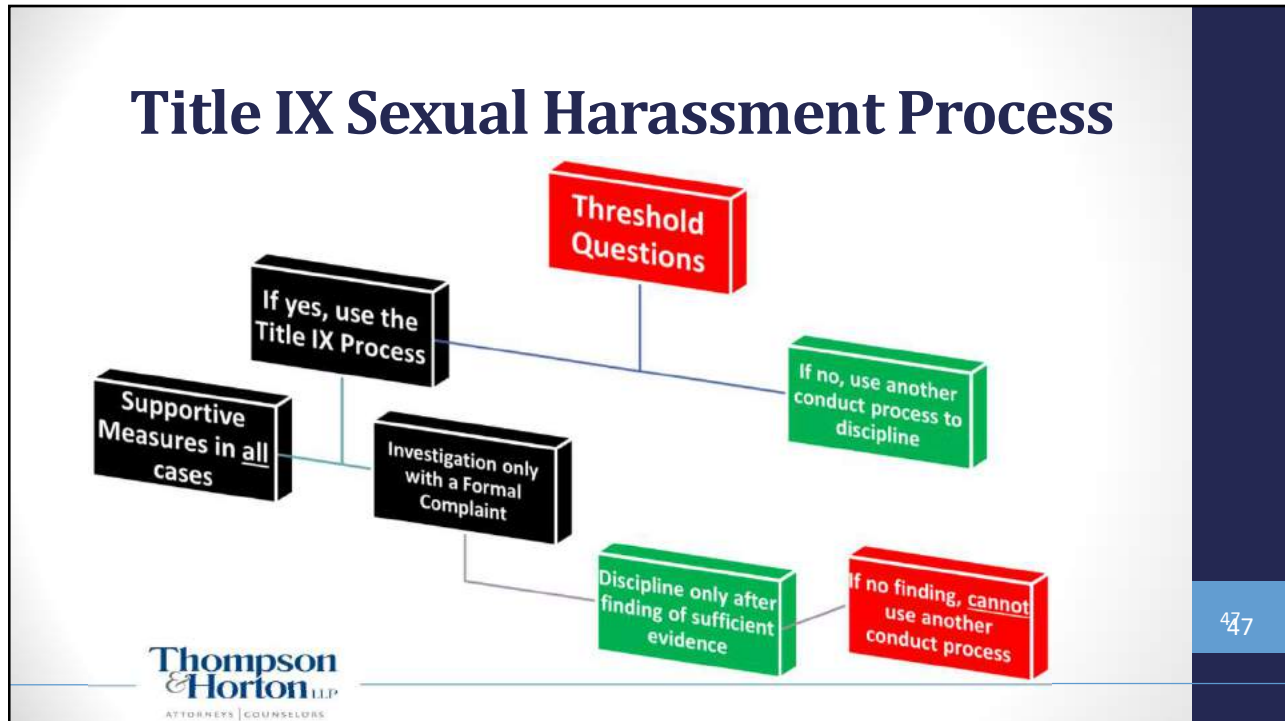 Title IX Sexual Harassment Process
Threshold
Questions
If yes, use the
Title IX Process
If no, use another
conduct process to
discipline
Supportive
Measures in all
cases
Investigation only
with a Formal
Complaint
Discipline only after
finding of sufficient
evidence
If no finding, cannot
use another
conduct process
Thompson
&Horton LLP
ATTORNEYS | COUNSELORS
47
47